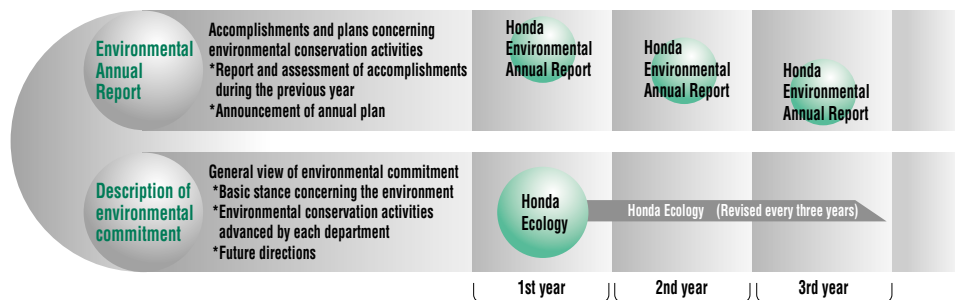 Environmental
Annual
Report
Accomplishments and plans concerning
environmental conservation activities
*Report and assessment of accomplishments
during the previous year
*Announcement of annual plan
Honda
Environmental
Annual Report
Honda
Environmental
Annual Report
Honda
Environmental
Annual Report
Description of
environmental
commitment
General view of environmental commitment
*Basic stance concerning the environment
*Environmental conservation activities
advanced by each department
*Future directions
Honda
Ecology
Honda Ecology (Revised every three years)
1st year
2nd year
3rd year